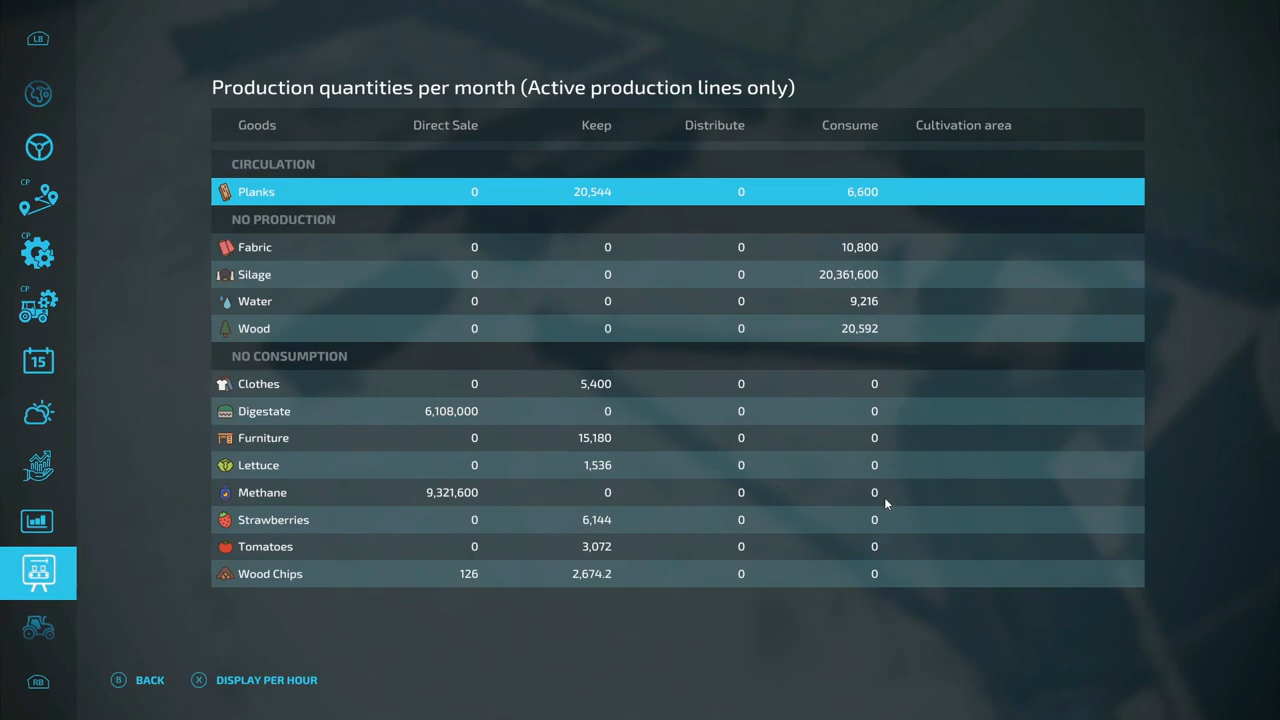 LB
Production quantities per month (Active production lines only)
Goods Direct Sale Keep Distribute Consume Cultivation area
CIRCULATION
Planks 0 20,544 0 6,600
NO PRODUCTION
Fabric 0 0 0 10,800
Silage 0 0 0 20,361,600
Water 0 0 0 9,216
Wood 0 0 0 20,592
NO CONSUMPTION
Clothes 0 5,400 0 0
Digestate 6,108,000 0 0 0
Furniture 0 15,180 0 0
Lettuce 0 1,536 0 0
Methane 9,321,600 0 0 0
Strawberries 0 6,144 0 0
Tomatoes 0 3,072 0 0
Wood Chips 126 2,674.2 0 0
CP
CP
CP
15
RB
B BACK X DISPLAY PER HOUR